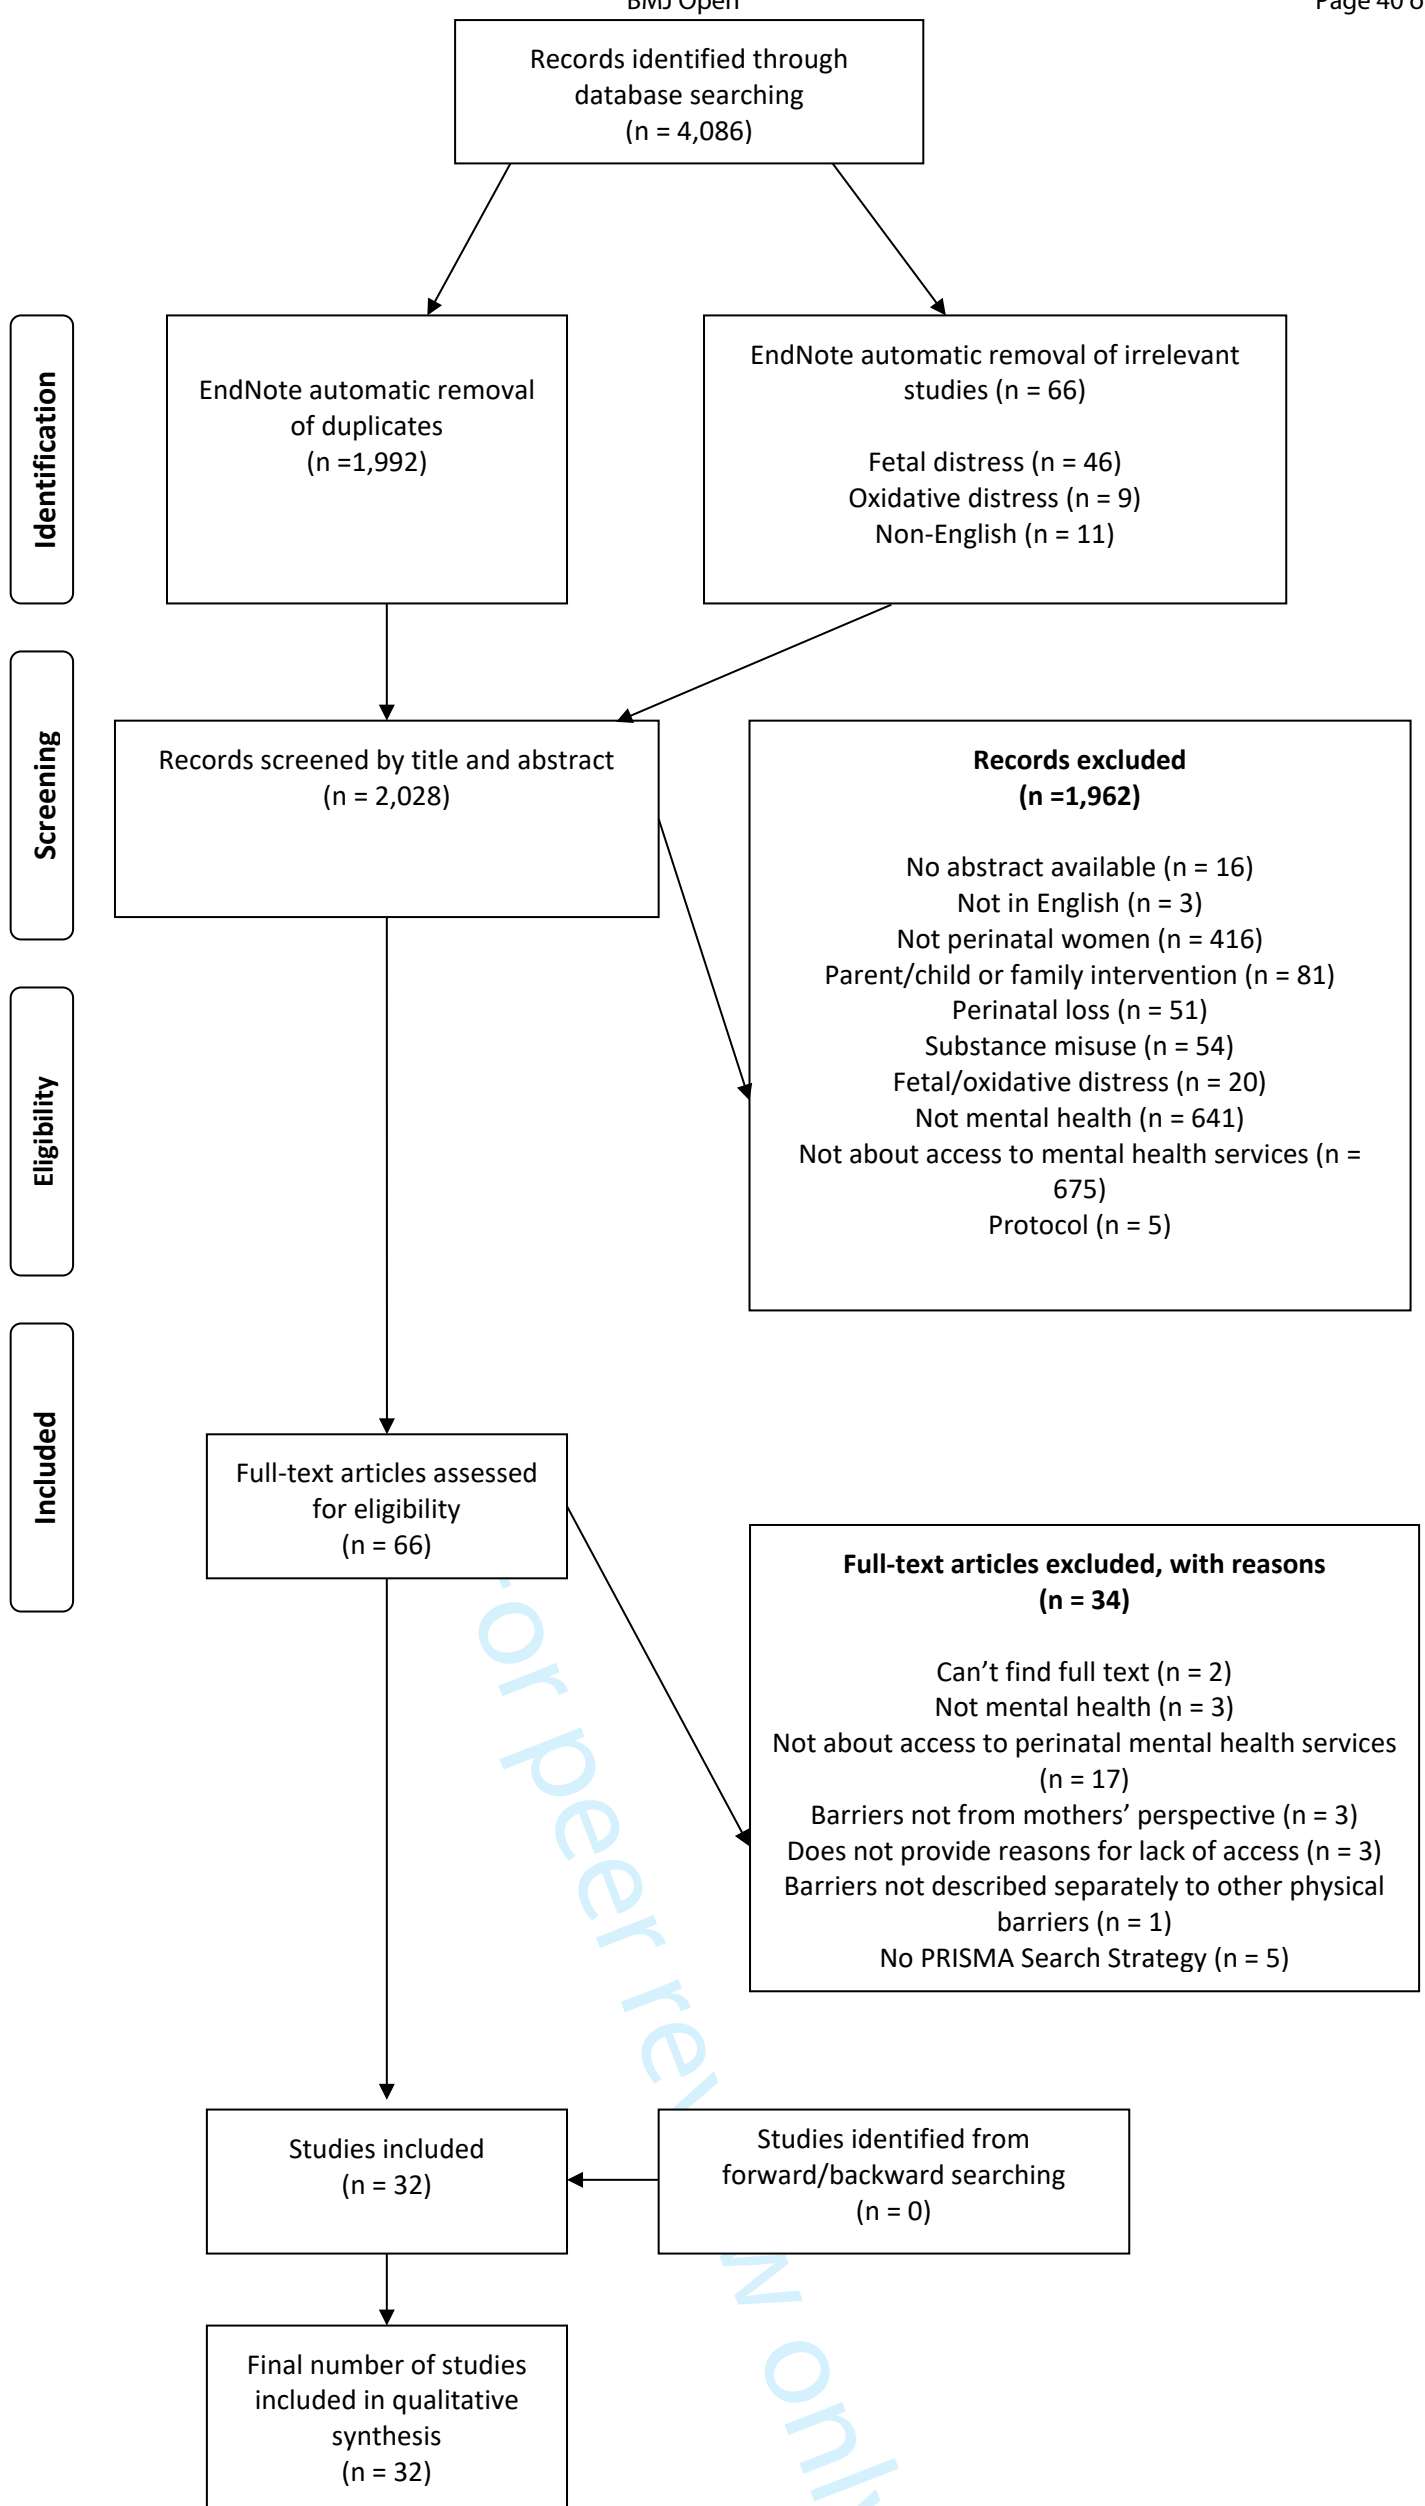 BMJ Open
Page 40 o
Records identified through
database searching
(n = 4,086)
Identification
EndNote automatic removal
of duplicates
(n =1,992)
EndNote automatic removal of irrelevant
studies (n = 66)
Fetal distress (n = 46)
Oxidative distress (n = 9)
Non-English (n = 11)
Screening
Records screened by title and abstract
(n = 2,028)
Records excluded
(n =1,962)
No abstract available (n = 16)
Not in English (n = 3)
Not perinatal women (n = 416)
Parent/child or family intervention (n = 81)
Perinatal loss (n = 51)
Substance misuse (n = 54)
Fetal/oxidative distress (n = 20)
Not mental health (n = 641)
Not about access to mental health services (n =
675)
Protocol (n = 5)
Eligibility
Included
Full-text articles assessed
for eligibility
(n = 66)
Full-text articles excluded, with reasons
(n = 34)
Can’t find full text (n = 2)
Not mental health (n = 3)
Not about access to perinatal mental health services
(n = 17)
Barriers not from mothers’ perspective (n = 3)
Does not provide reasons for lack of access (n = 3)
Barriers not described separately to other physical
barriers (n = 1)
No PRISMA Search Strategy (n = 5)
Studies included
(n = 32)
Studies identified from
forward/backward searching
(n = 0)
Final number of studies
included in qualitative
synthesis
(n = 32)
or peer review only